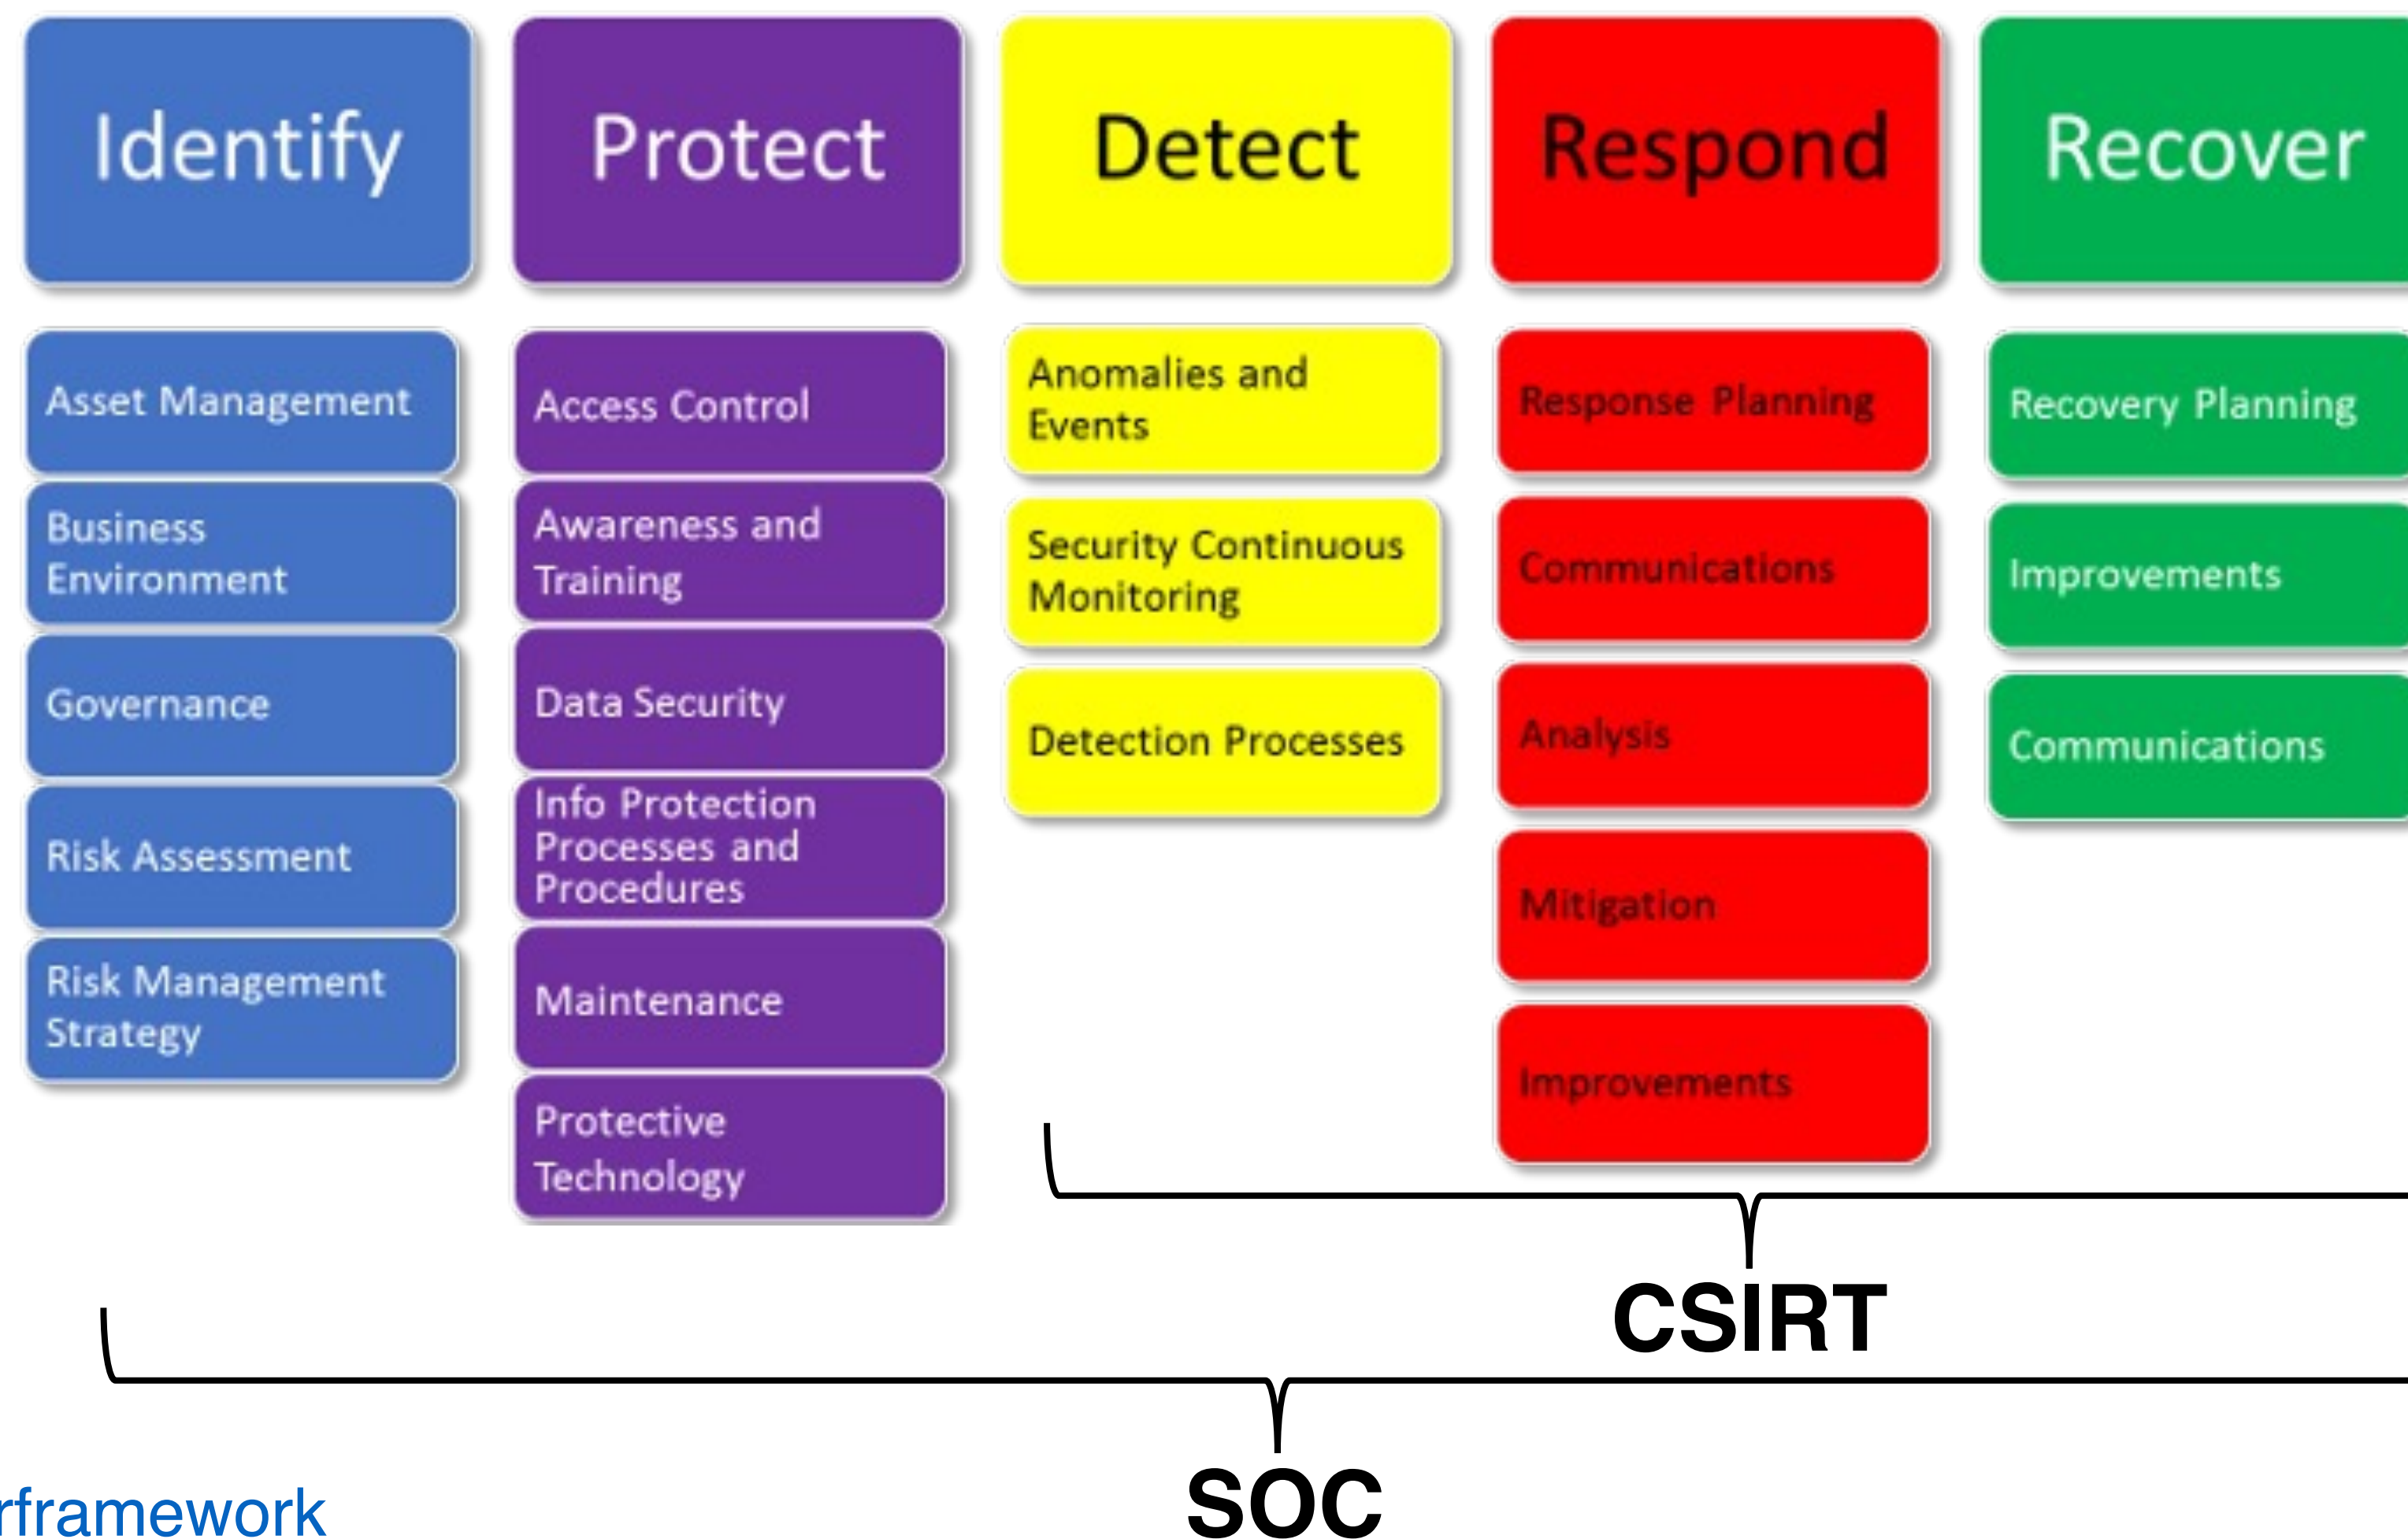 Identify
Protect
Detect
Respond
Recover
Asset Management
Business
Environment
Governance
Risk Assessment
Risk Management
Strategy
Access Control
Awareness and
Training
Data Security
Info Protection
Processes and
Procedures
Maintenance
Protective
Technology
Anomalies and
Events
Security Continuous
Monitoring
Detection Processes
Response Planning
Communications
Analysis
Mitigation
Improvements
Recovery Planning
Improvements
Communications
CSIRT
SOC
rframework